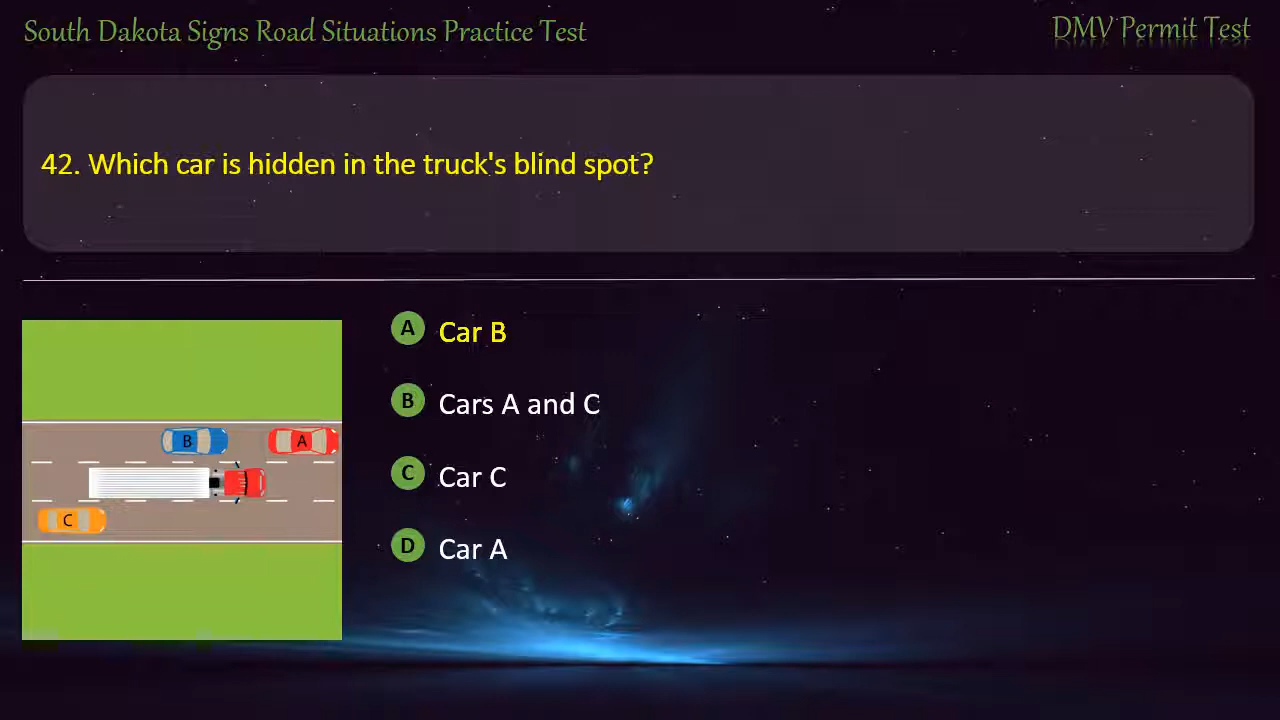 South Dakota Signs Road Situations Practice Test
DMV Permit Test
42. Which car is hidden in the truck's blind spot?
A Car B
B Cars A and C
C Car C
D Car A
B
A
C